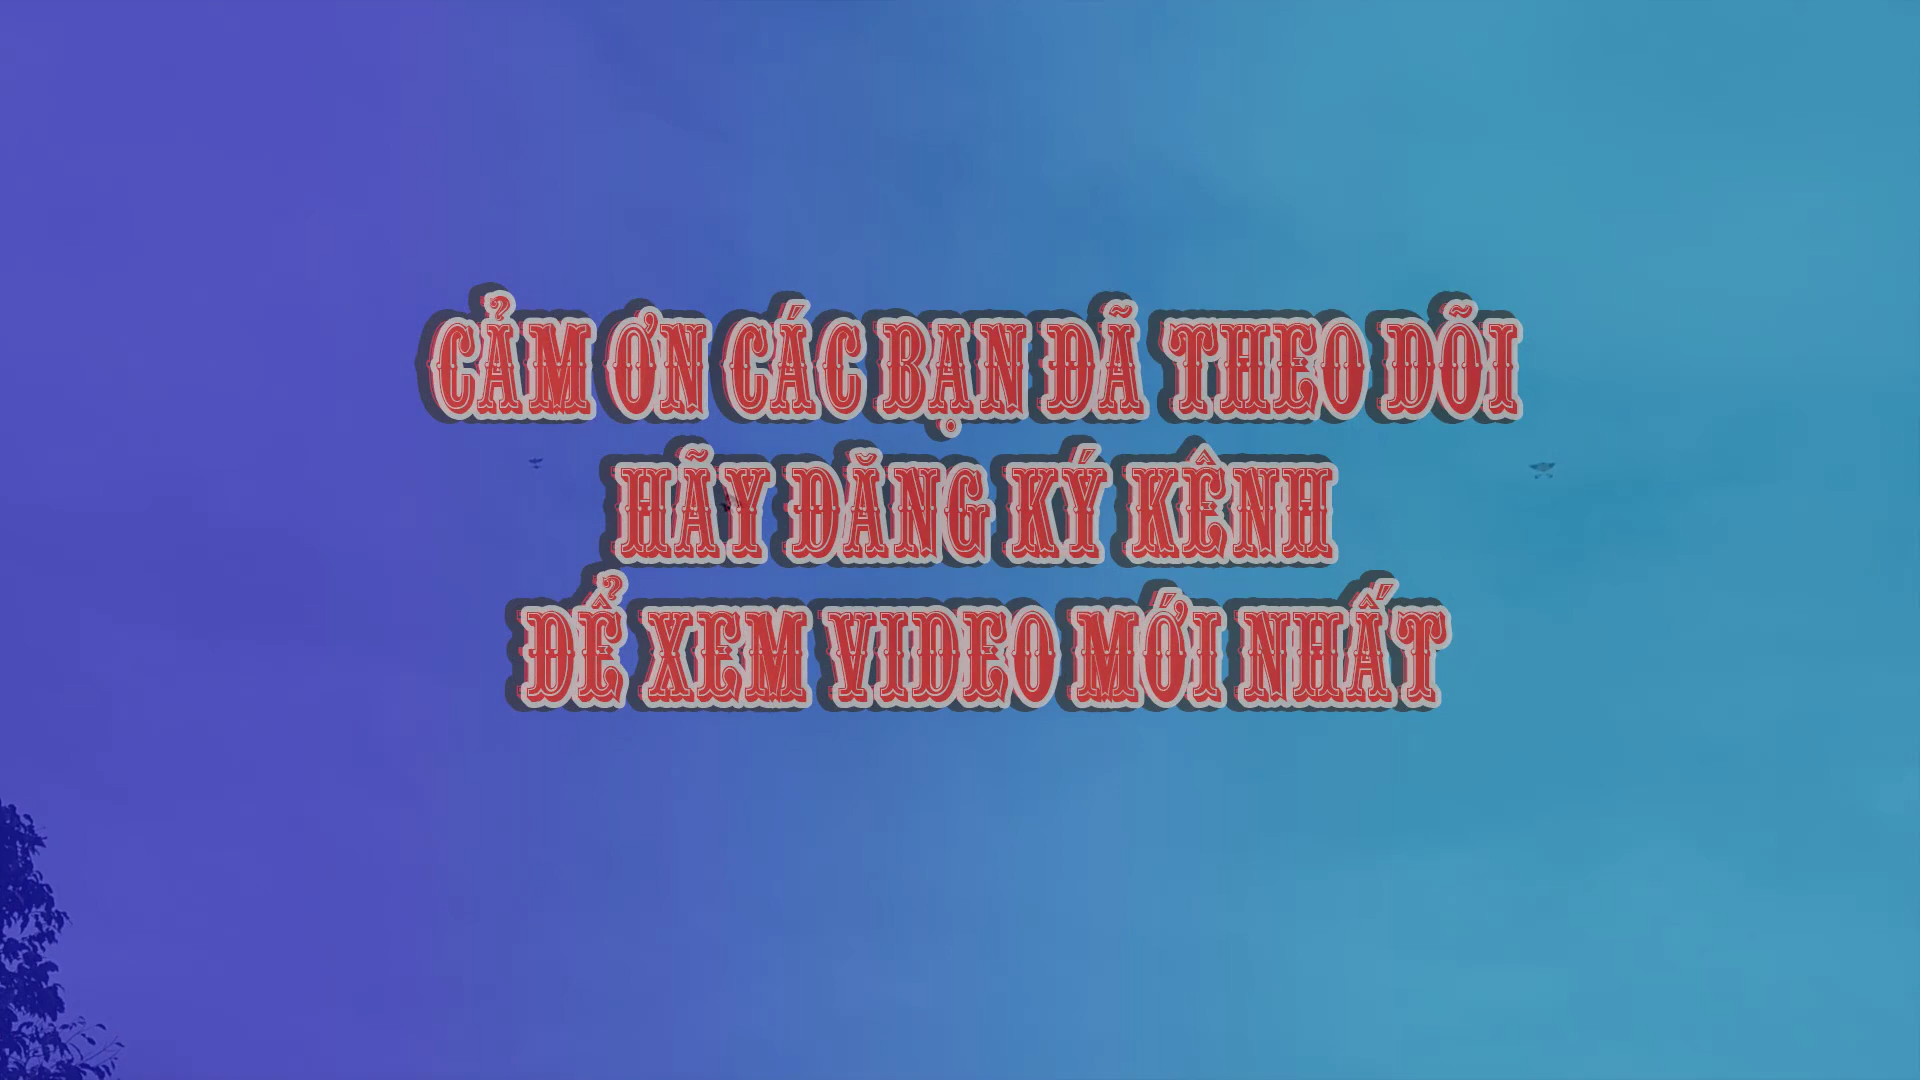 CẢM ƠN CÁC BẠN ĐÃ THEO DÕI
HÃY ĐĂNG KÝ KÊNH
ĐỂ XEM VIDEO MỚI NHẤT